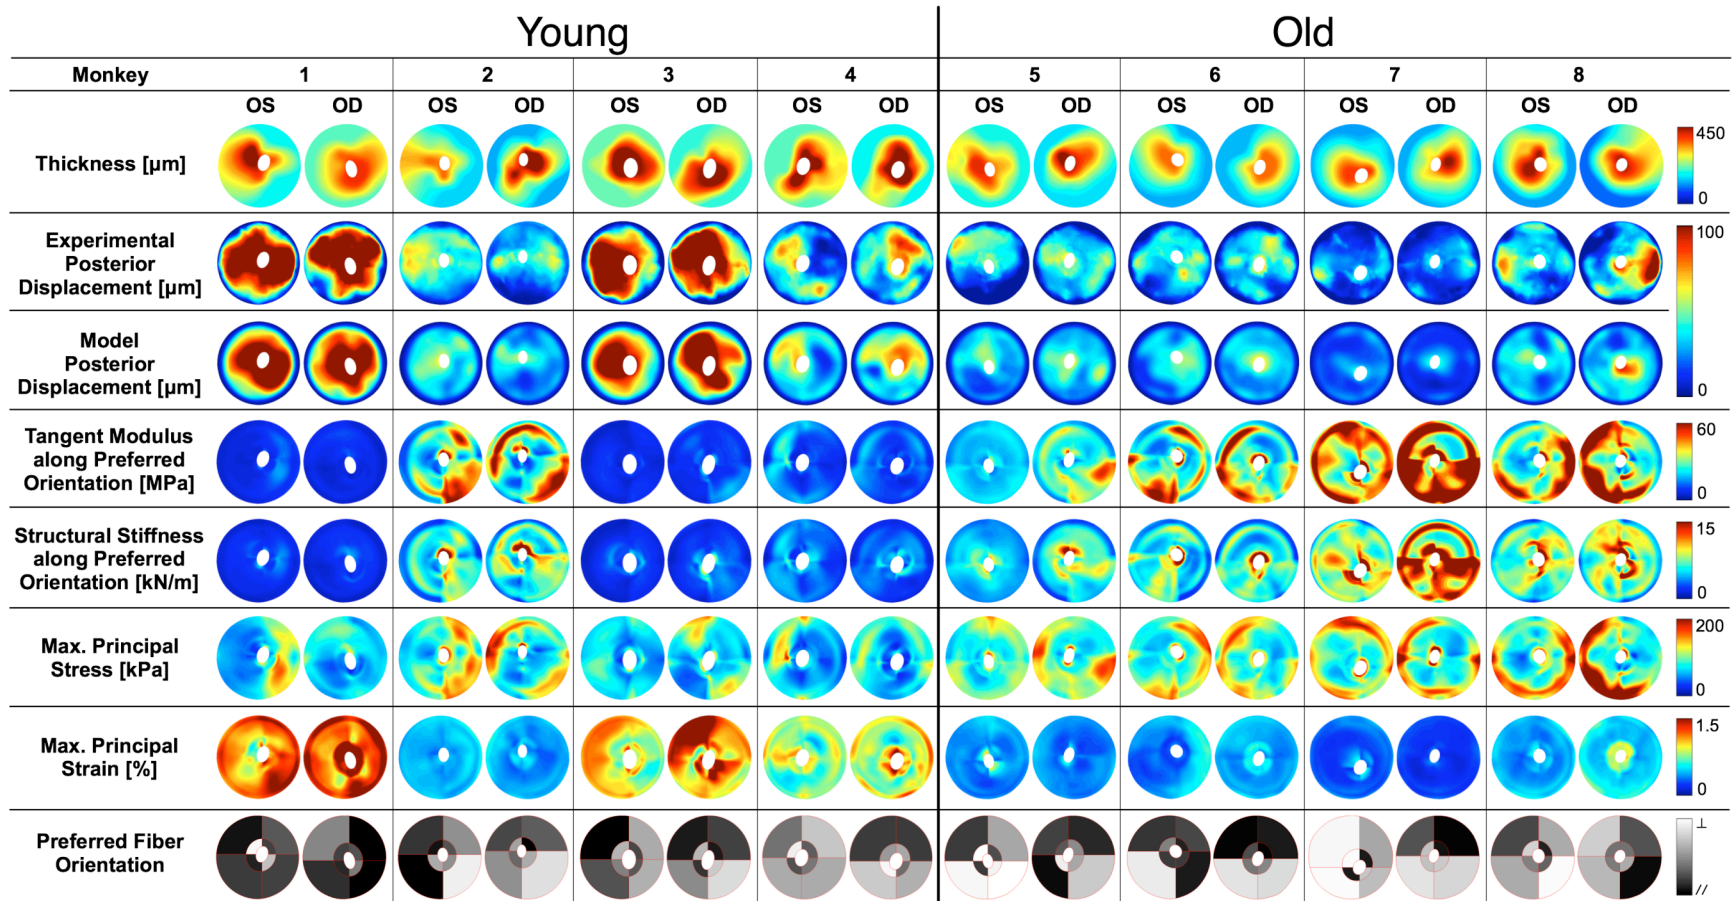 Young Old
Monkey 1 2 3 4 5 6 7 8
OS OD OS OD OS OD OS OD OS OD OS OD OS OD OS OD
Thickness [µm] 450 0
Experimental
Posterior
Displacement [µm]
100
Model
Posterior
Displacement [µm]
0
Tangent Modulus
along Preferred
Orientation [MPa]
60
0
Structural Stiffness
along Preferred
Orientation [kN/m]
15
0
Max. Principal
Stress [kPa]
200
0
Max. Principal
Strain [%]
1.5
0
Preferred Fiber
Orientation
⊥
//